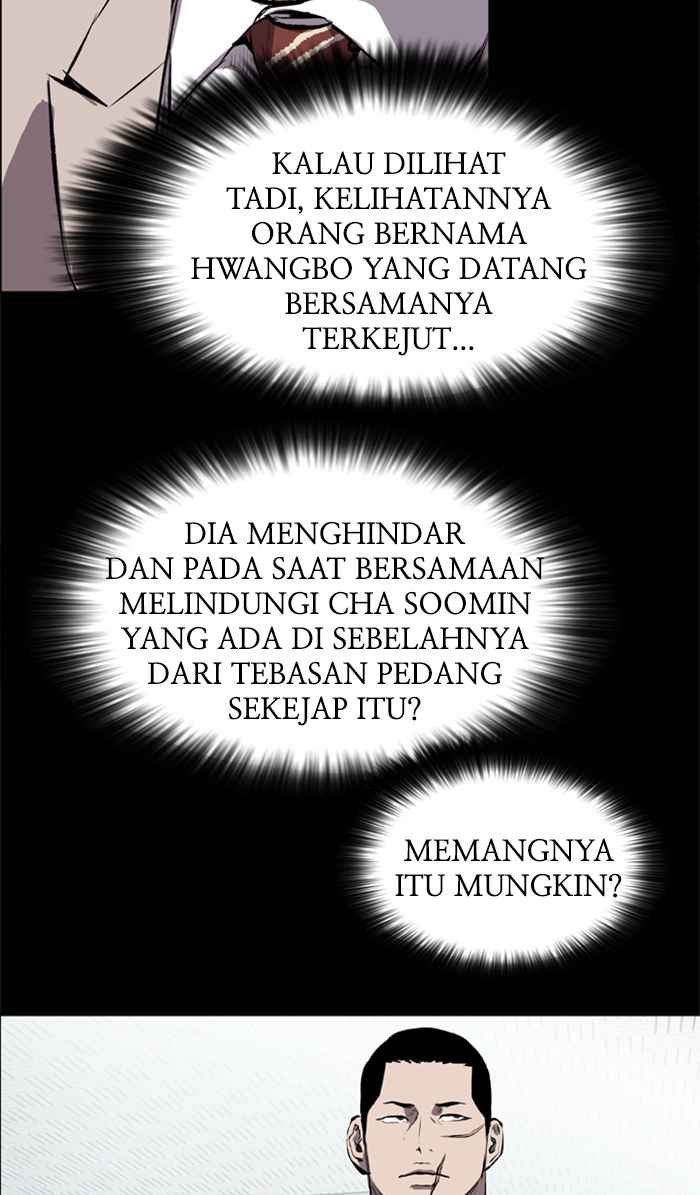 KALAU DILIHAT
TADI, KELIHATANNYA
ORANG BERNAMA
HWANGBO YANG DATANG
BERSAMANYA
TERKEJUT...
DIA MENGHINDAR
DAN PADA SAAT BERSAMAAN
MELINDUNGI CHA SOOMIN
YANG ADA DI SEBELAHNYA
DARI TEBASAN PEDANG
SEKEJAP ITU?
MEMANGNYA
ITU MUNGKIN?